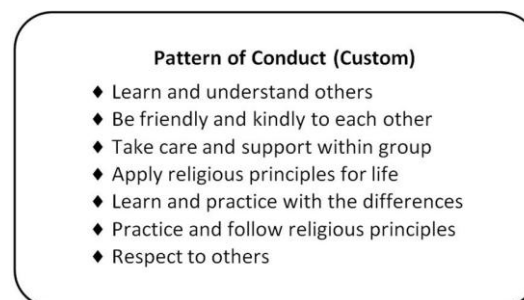 Pattern of Conduct (Custom)
♦ Learn and understand others
♦ Be friendly and kindly to each other
♦ Take care and support within group
♦ Apply religious principles for life
♦ Learn and practice with the differences
♦ Practice and follow religious principles
♦ Respect to others